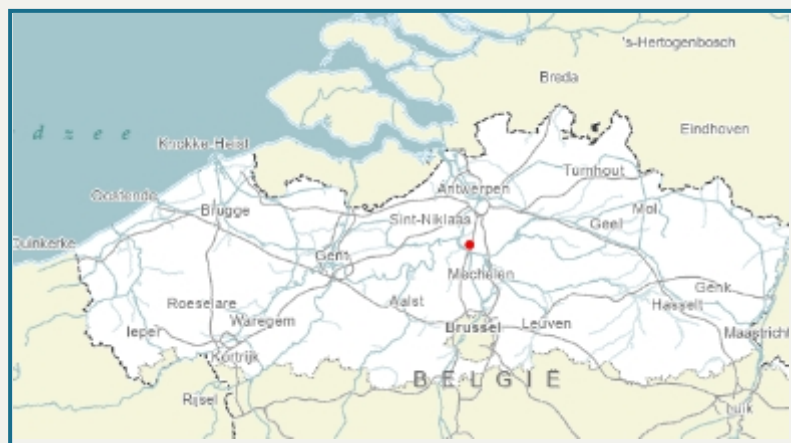 's-Hertogenbosch
Breda
d z e e
Eindhoven
Knokke-Heist
Turnhout
Antwerpen
Oostende
Mol
Brugge
Sint-Niklaas
Geel
Duinkerke
Gent
Mechelen
Genk
Roeselare
Aalst
Hasselt
Waregem
Brussel
Leuven
Ieper
Maastricht
Kortrijk
BELGIË
Rijsel
Luik